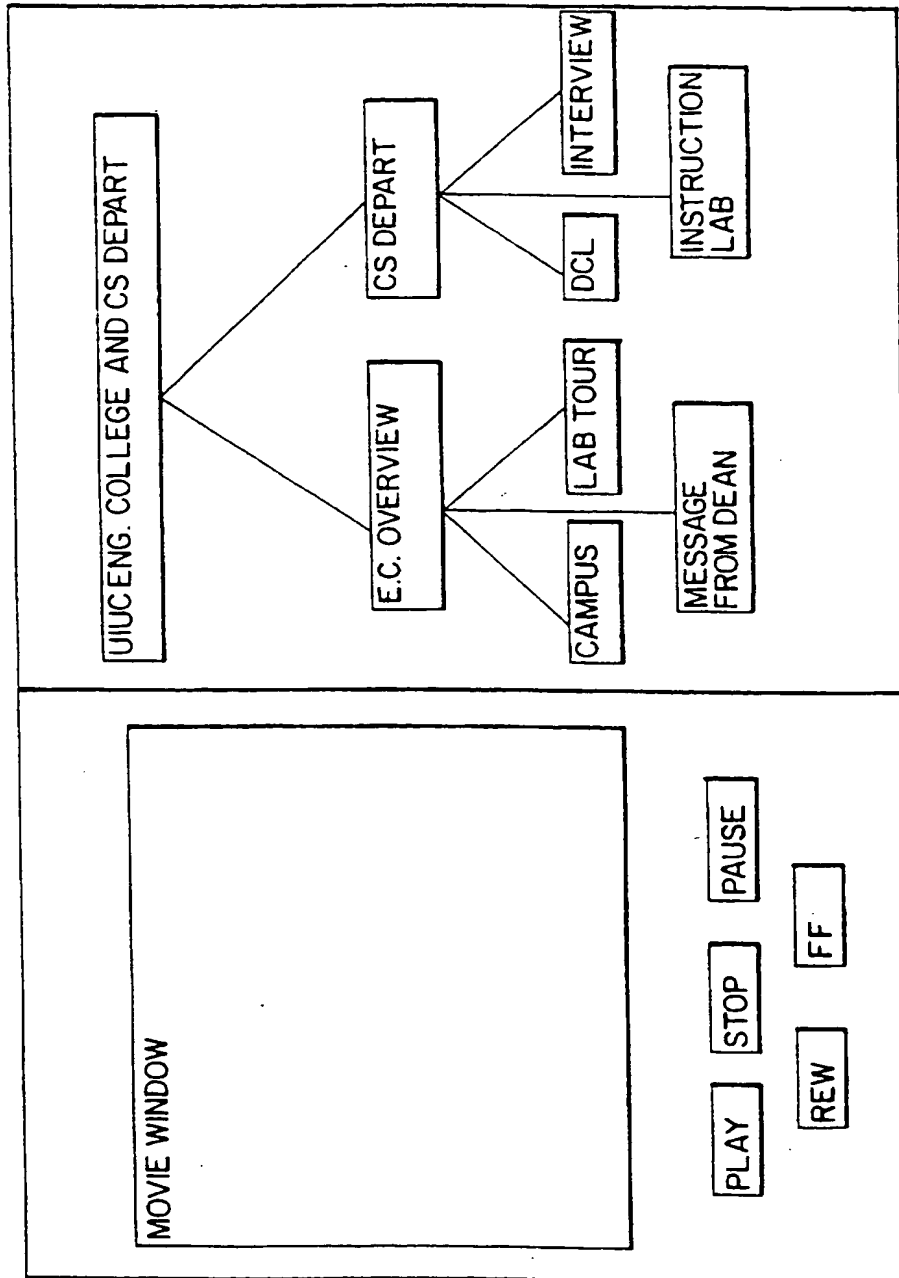 MOVIE WINDOW
PLAY
STOP
PAUSE
REW
FF
UIUC ENG. COLLEGE AND CS DEPART
E.C. OVERVIEW
CS DEPART
CAMPUS
LAB TOUR
DCL
INTERVIEW
MESSAGE
FROM DEAN
INSTRUCTION
LAB